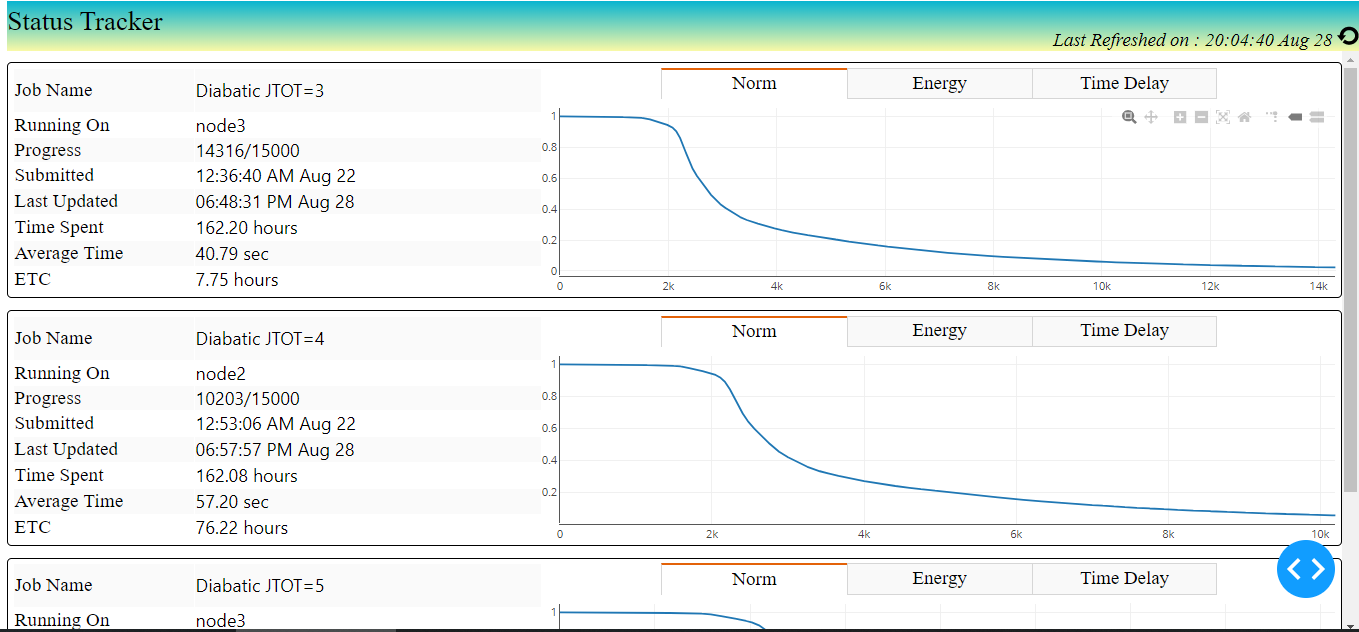 Status Tracker
Last Refreshed on : 20:04:40 Aug 28
Job Name Diabatic JTOT=3
Running On node3
Progress 14316/15000
Submitted 12:36:40 AM Aug 22
Last Updated 06:48:31 PM Aug 28
Time Spent 162.20 hours
Average Time 40.79 sec
ETC 7.75 hours
Norm Energy Time Delay
1
0.8
0.6
0.4
0.2
0
0 2k 4k 6k 8k 10k 12k 14k
Job Name Diabatic JTOT=4
Running On node2
Progress 10203/15000
Submitted 12:53:06 AM Aug 22
Last Updated 06:57:57 PM Aug 28
Time Spent 162.08 hours
Average Time 57.20 sec
ETC 76.22 hours
Norm Energy Time Delay
1
0.8
0.6
0.4
0.2
0 2k 4k 6k 8k 10k
Job Name Diabatic JTOT=5
Running On node3
Norm Energy Time Delay
1